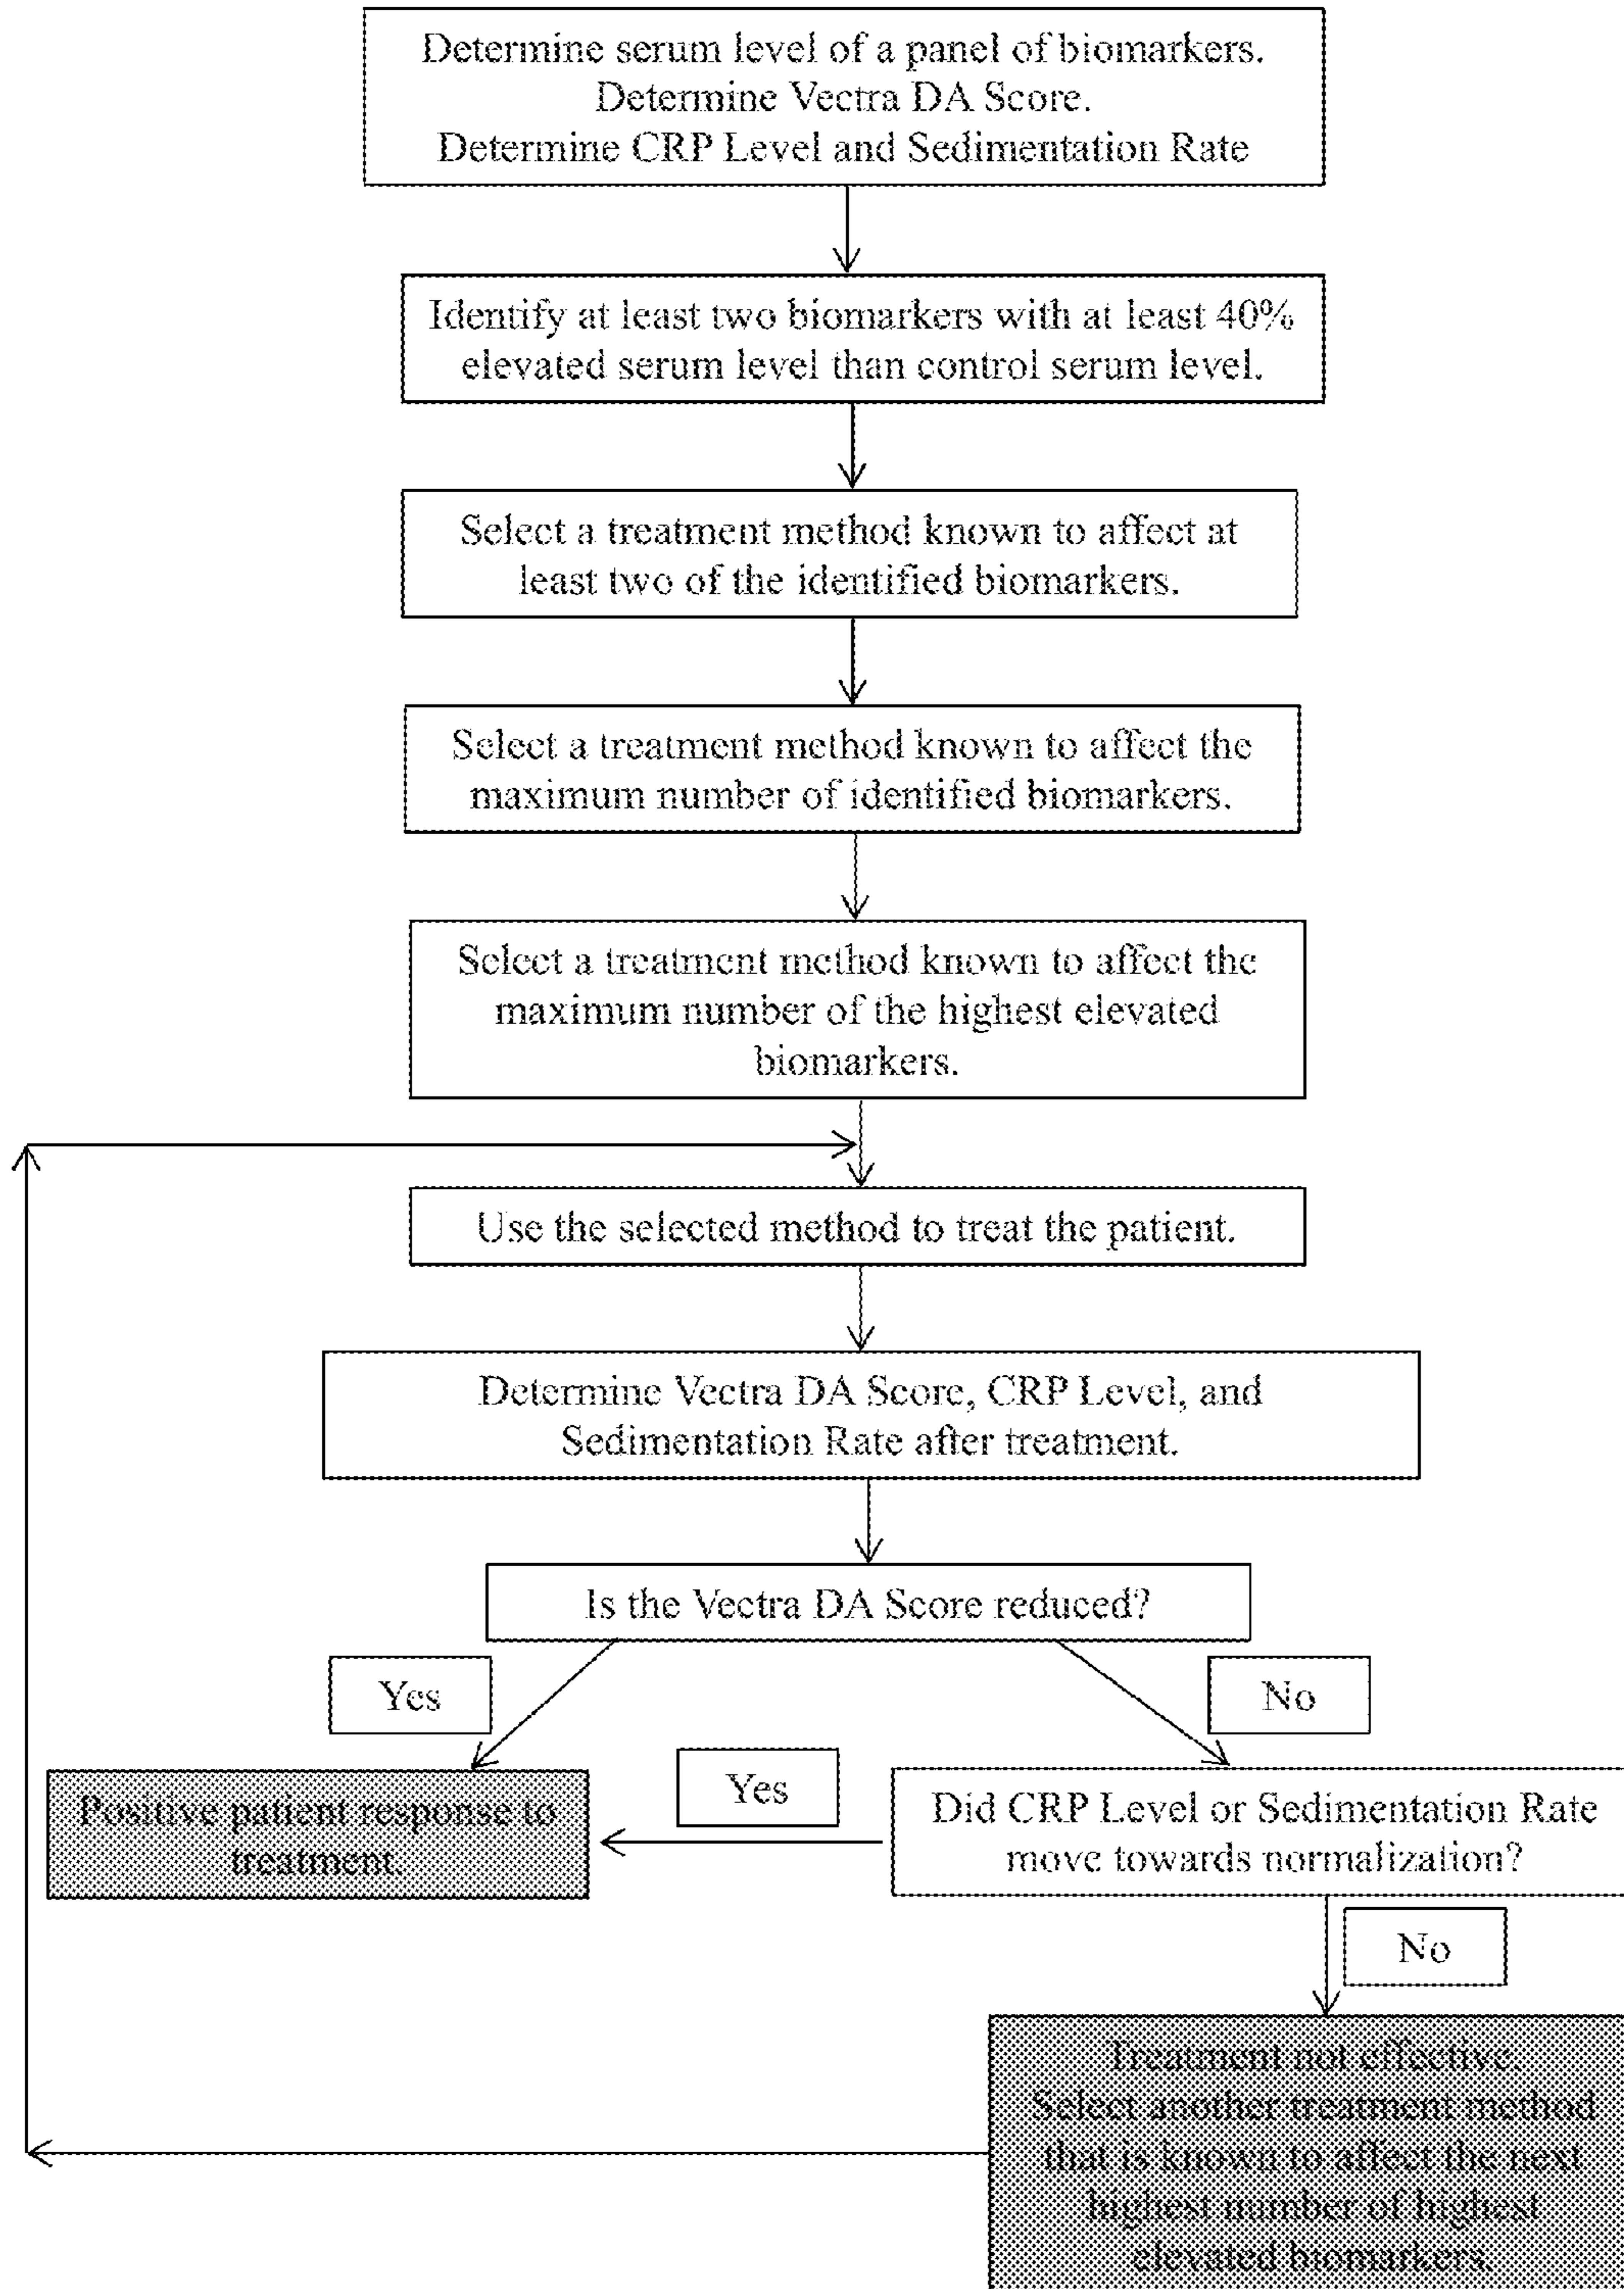 Determine serum level of a panel of biomarkers.
Determine Vectra DA Score.
Determine CRP Level and Sedimentation Rate
Identify at least two biomarkers with at least 40%
elevated serum level than control serum level.
Select a treatment method known to affect at
least two of the identified biomarkers.
Select a treatment method known to affect the
maximum number of identified biomarkers.
Select a treatment method known to affect the
maximum number of the highest elevated
biomarkers.
Use the selected method to treat the patient.
Determine Vectra DA Score, CRP Level, and
Sedimentation Rate after treatment.
Is the Vectra DA Score reduced?
Yes
No
Yes
Positive patient response to
treatment.
Did CRP Level or Sedimentation Rate
move towards normalization?
No
Treatment not effective.
Select another treatment method
that is known to affect the next
highest number of highest
elevated biomarkers.